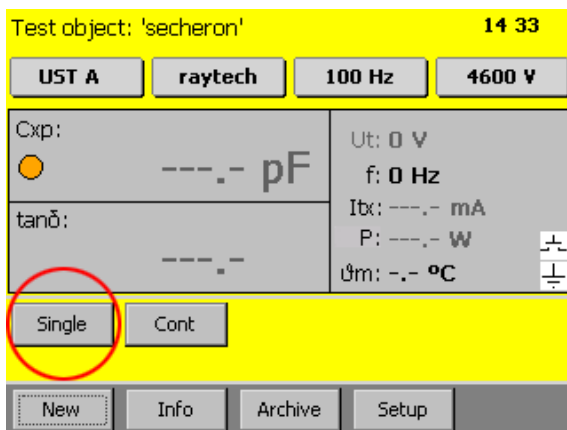 Test object: 'secheron' 14 33
UST A raytech 100 Hz 4600 V
Cxp:
---.- pF
tanδ:
---.-
Ut: 0 V
f: 0 Hz
Itx: ---.- mA
P: ---.- W
ϑm: -.- ºC
Single Cont
New Info Archive Setup